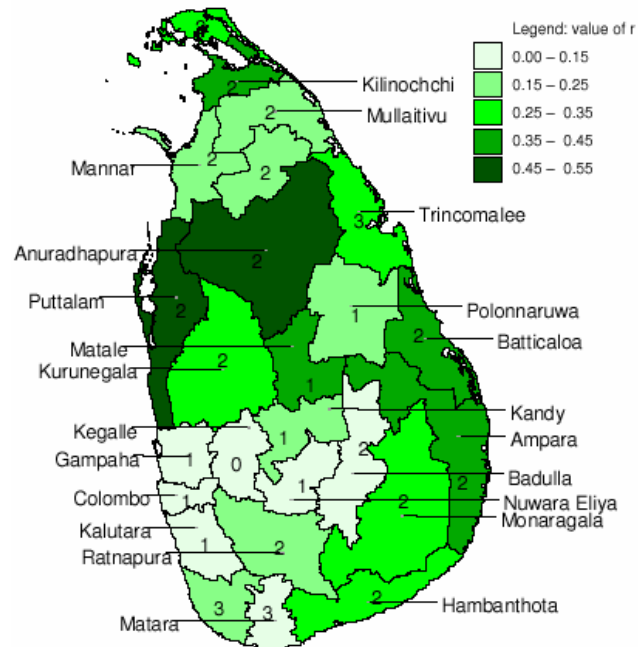 Legend: value of r
0.00 – 0.15
0.15 – 0.25
0.25 – 0.35
0.35 – 0.45
0.45 – 0.55
2
2
Kilinochchi
2
Mullaitivu
2
Mannar
2
3
Trincomalee
Anuradhapura
2
Puttalam
2
1
Polonnaruwa
2
Batticaloa
Matale
Kurunegala
2
1
Kandy
Kegalle
1
Ampara
Gampaha
1
0
2
Badulla
1
2
Colombo
1
Nuwara Eliya
2
Monaragala
Kalutara
1
Ratnapura
2
3
3
2
Hambanthota
Matara